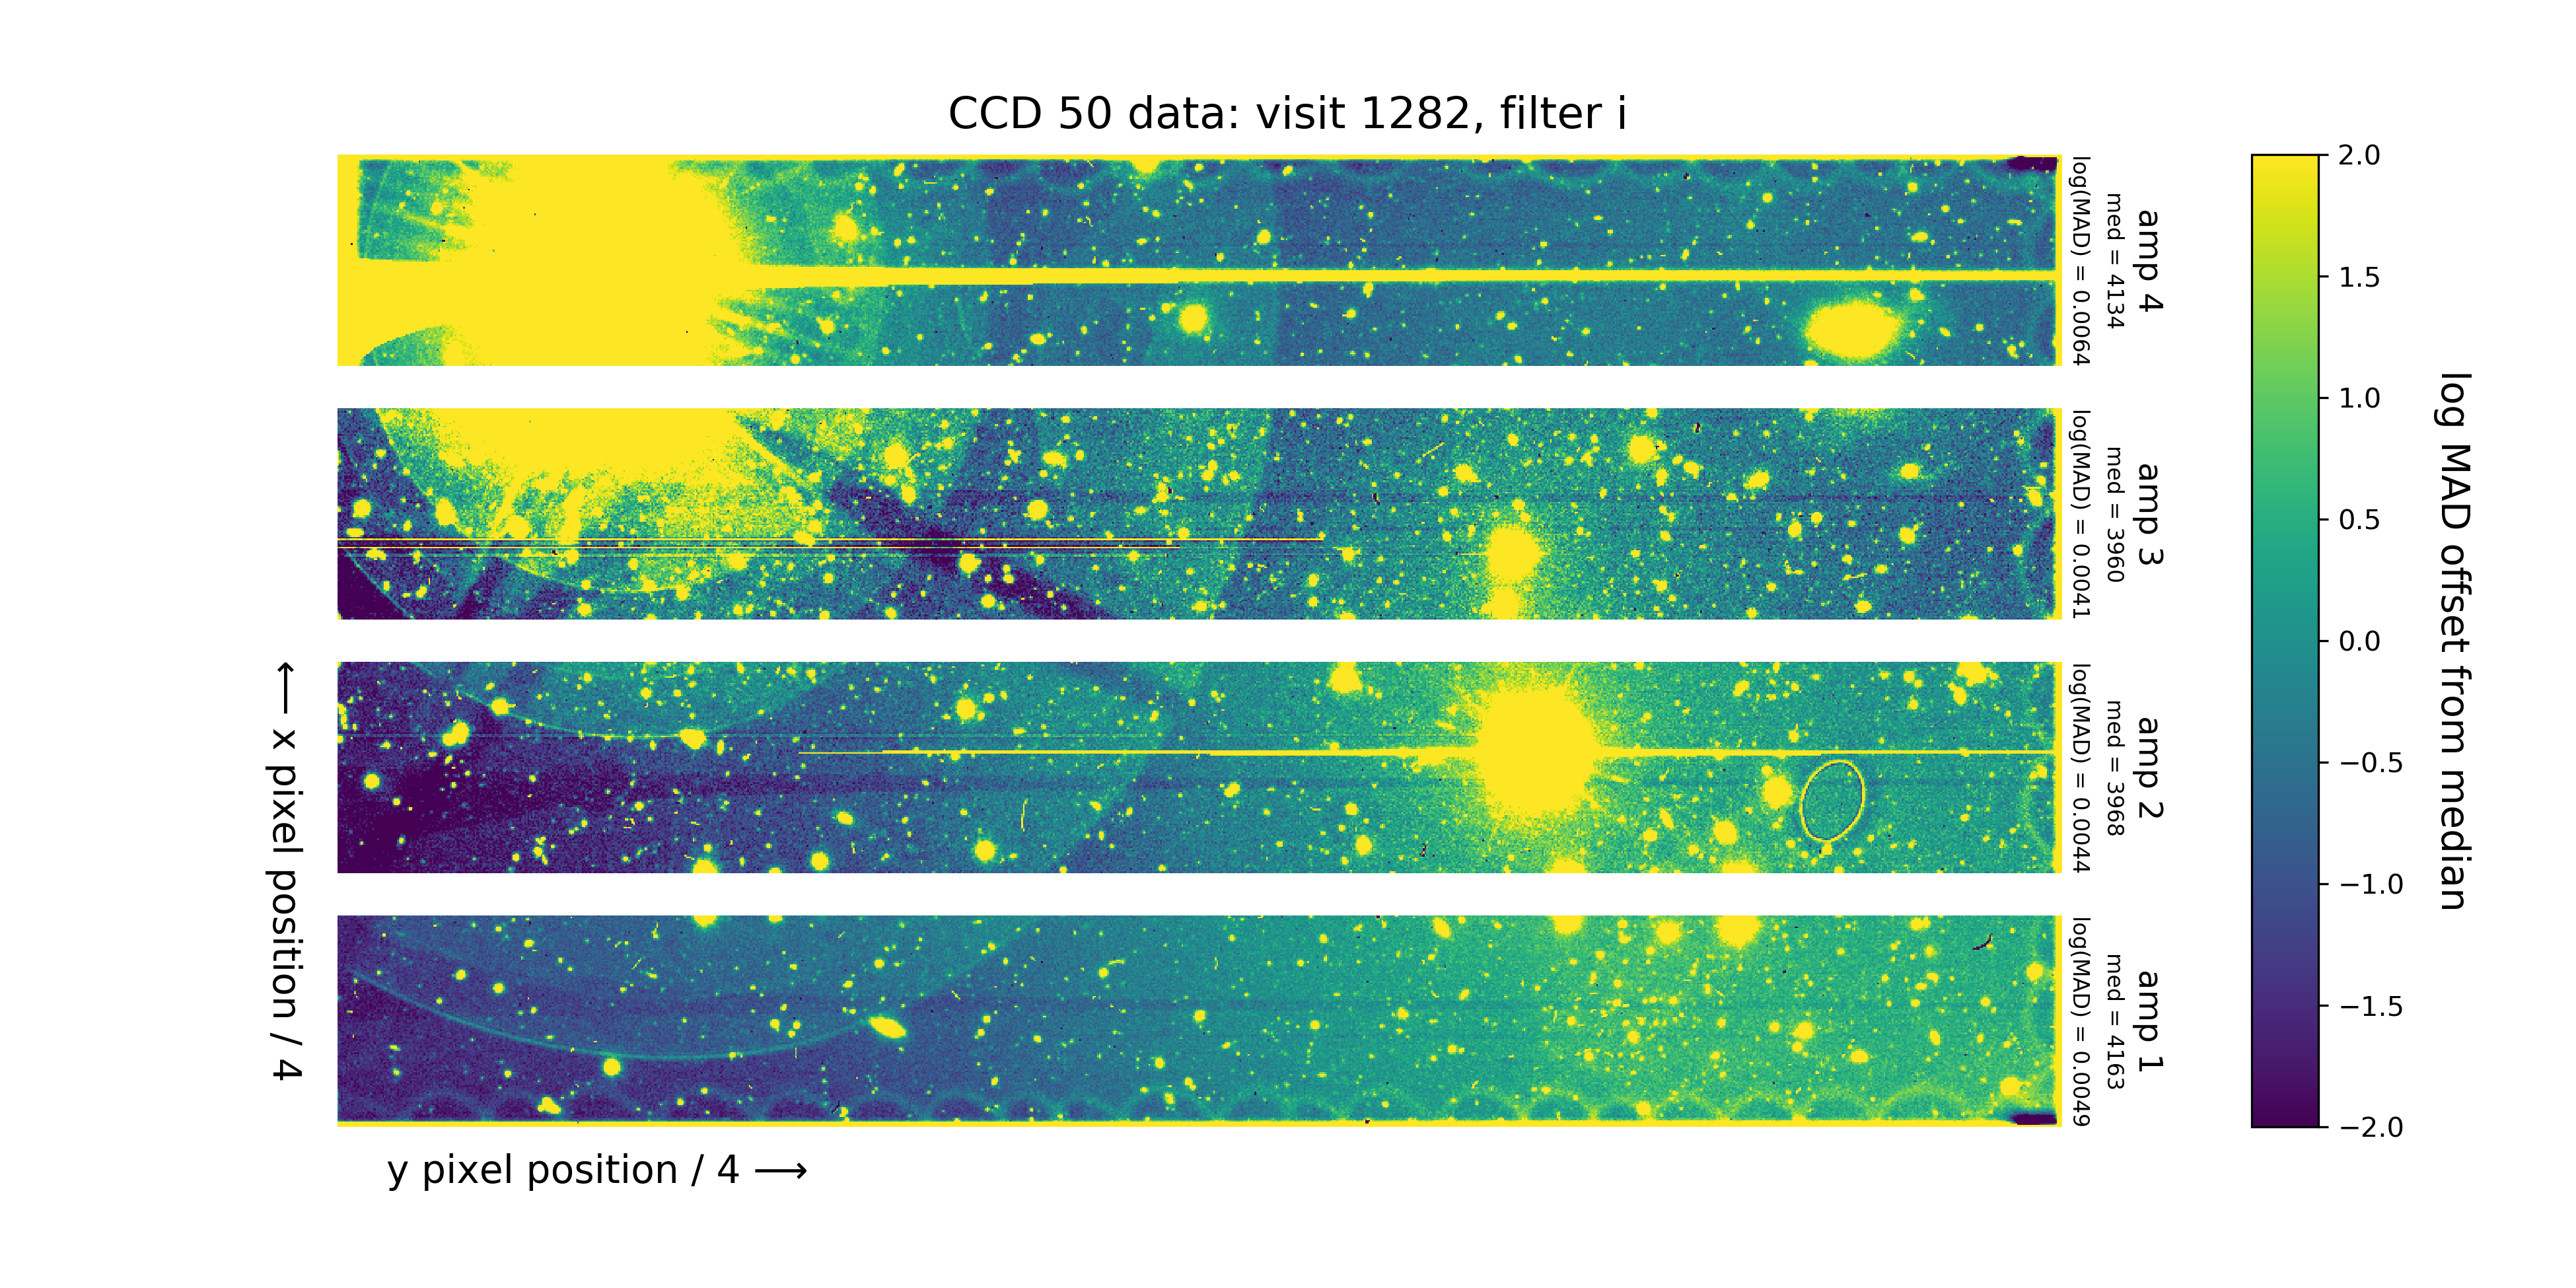 CCD 50 data: visit 1282, filter i
amp 4
med = 4134
log(MAD) = 0.0064
amp 3
med = 3960
log(MAD) = 0.0041
amp 2
med = 3968
log(MAD) = 0.0044
amp 1
med = 4163
log(MAD) = 0.0049
⟵ x pixel position / 4
y pixel position / 4 ⟶
2.0
1.5
1.0
0.5
0.0
−0.5
−1.0
−1.5
−2.0
log MAD offset from median